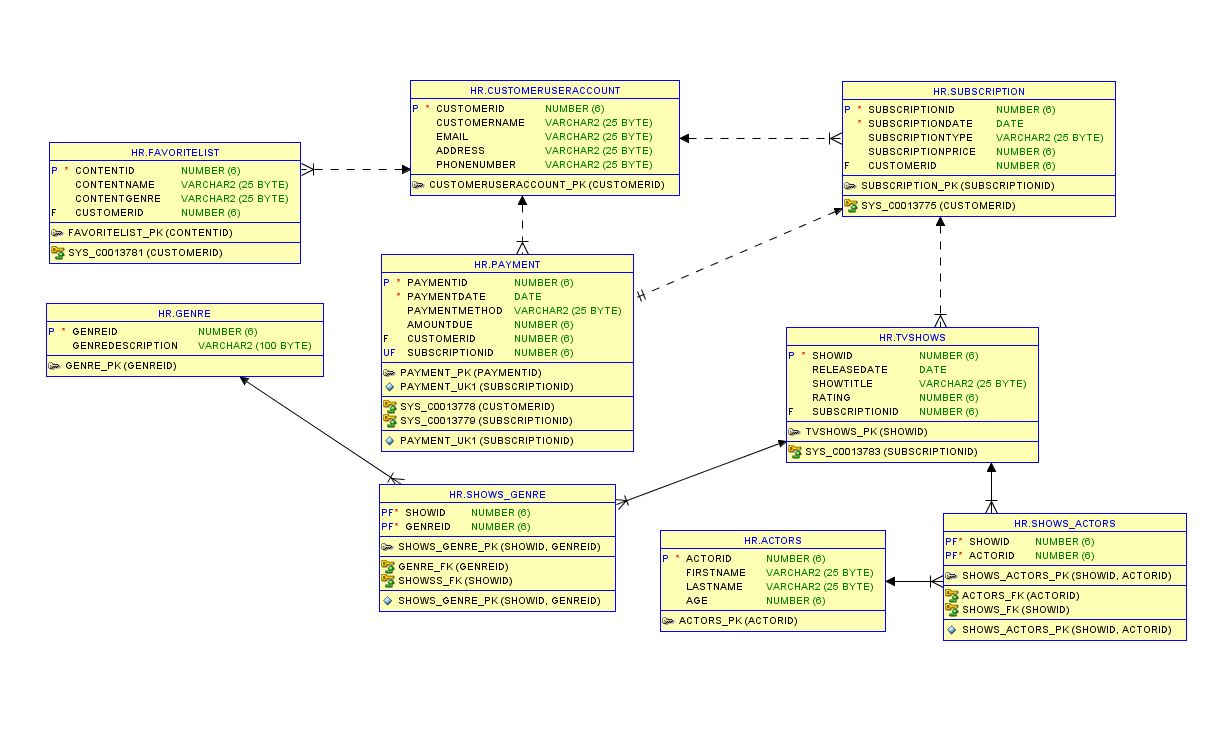 HR.CUSTOMERUSERACCOUNT
P * CUSTOMERID NUMBER (6)
CUSTOMERNAME VARCHAR2 (25 BYTE)
EMAIL VARCHAR2 (25 BYTE)
ADDRESS VARCHAR2 (25 BYTE)
PHONENUMBER VARCHAR2 (25 BYTE)
CUSTOMERUSERACCOUNT_PK (CUSTOMERID)
HR.SUBSCRIPTION
P * SUBSCRIPTIONID NUMBER (6)
* SUBSCRIPTIONDATE DATE
SUBSCRIPTIONTYPE VARCHAR2 (25 BYTE)
SUBSCRIPTIONPRICE NUMBER (6)
F CUSTOMERID NUMBER (6)
SUBSCRIPTION_PK (SUBSCRIPTIONID)
SYS_C0013775 (CUSTOMERID)
HR.FAVORITELIST
P * CONTENTID NUMBER (6)
CONTENTNAME VARCHAR2 (25 BYTE)
CONTENTGENRE VARCHAR2 (25 BYTE)
F CUSTOMERID NUMBER (6)
FAVORITELIST_PK (CONTENTID)
SYS_C0013781 (CUSTOMERID)
HR.PAYMENT
P * PAYMENTID NUMBER (6)
* PAYMENTDATE DATE
PAYMENTMETHOD VARCHAR2 (25 BYTE)
AMOUNTDUE NUMBER (6)
F CUSTOMERID NUMBER (6)
UF SUBSCRIPTIONID NUMBER (6)
PAYMENT_PK (PAYMENTID)
PAYMENT_UK1 (SUBSCRIPTIONID)
SYS_C0013778 (CUSTOMERID)
SYS_C0013779 (SUBSCRIPTIONID)
PAYMENT_UK1 (SUBSCRIPTIONID)
HR.GENRE
P * GENREID NUMBER (6)
GENREDESCRIPTION VARCHAR2 (100 BYTE)
GENRE_PK (GENREID)
HR.TVSHOWS
P * SHOWID NUMBER (6)
RELEASEDATE DATE
SHOWTITLE VARCHAR2 (25 BYTE)
RATING NUMBER (6)
F SUBSCRIPTIONID NUMBER (6)
TVSHOWS_PK (SHOWID)
SYS_C0013783 (SUBSCRIPTIONID)
HR.SHOWS_GENRE
PF* SHOWID NUMBER (6)
PF* GENREID NUMBER (6)
SHOWS_GENRE_PK (SHOWID, GENREID)
GENRE_FK (GENREID)
SHOWSS_FK (SHOWID)
SHOWS_GENRE_PK (SHOWID, GENREID)
HR.ACTORS
P * ACTORID NUMBER (6)
FIRSTNAME VARCHAR2 (25 BYTE)
LASTNAME VARCHAR2 (25 BYTE)
AGE NUMBER (6)
ACTORS_PK (ACTORID)
HR.SHOWS_ACTORS
PF* SHOWID NUMBER (6)
PF* ACTORID NUMBER (6)
SHOWS_ACTORS_PK (SHOWID, ACTORID)
ACTORS_FK (ACTORID)
SHOWS_FK (SHOWID)
SHOWS_ACTORS_PK (SHOWID, ACTORID)